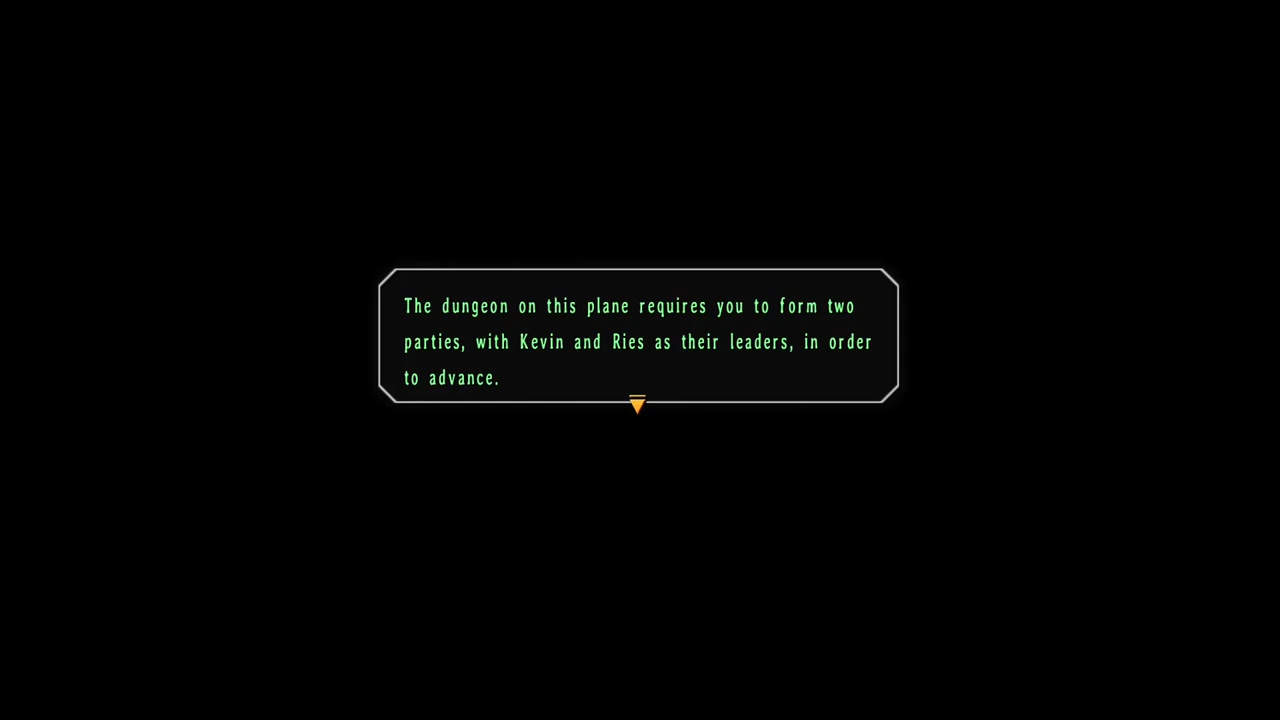 The dungeon on this plane requires you to form two
parties, with Kevin and Ries as their leaders, in order
to advance.